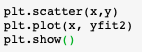 plt.scatter(x,y)
plt.plot(x, yfit2)
plt.show()